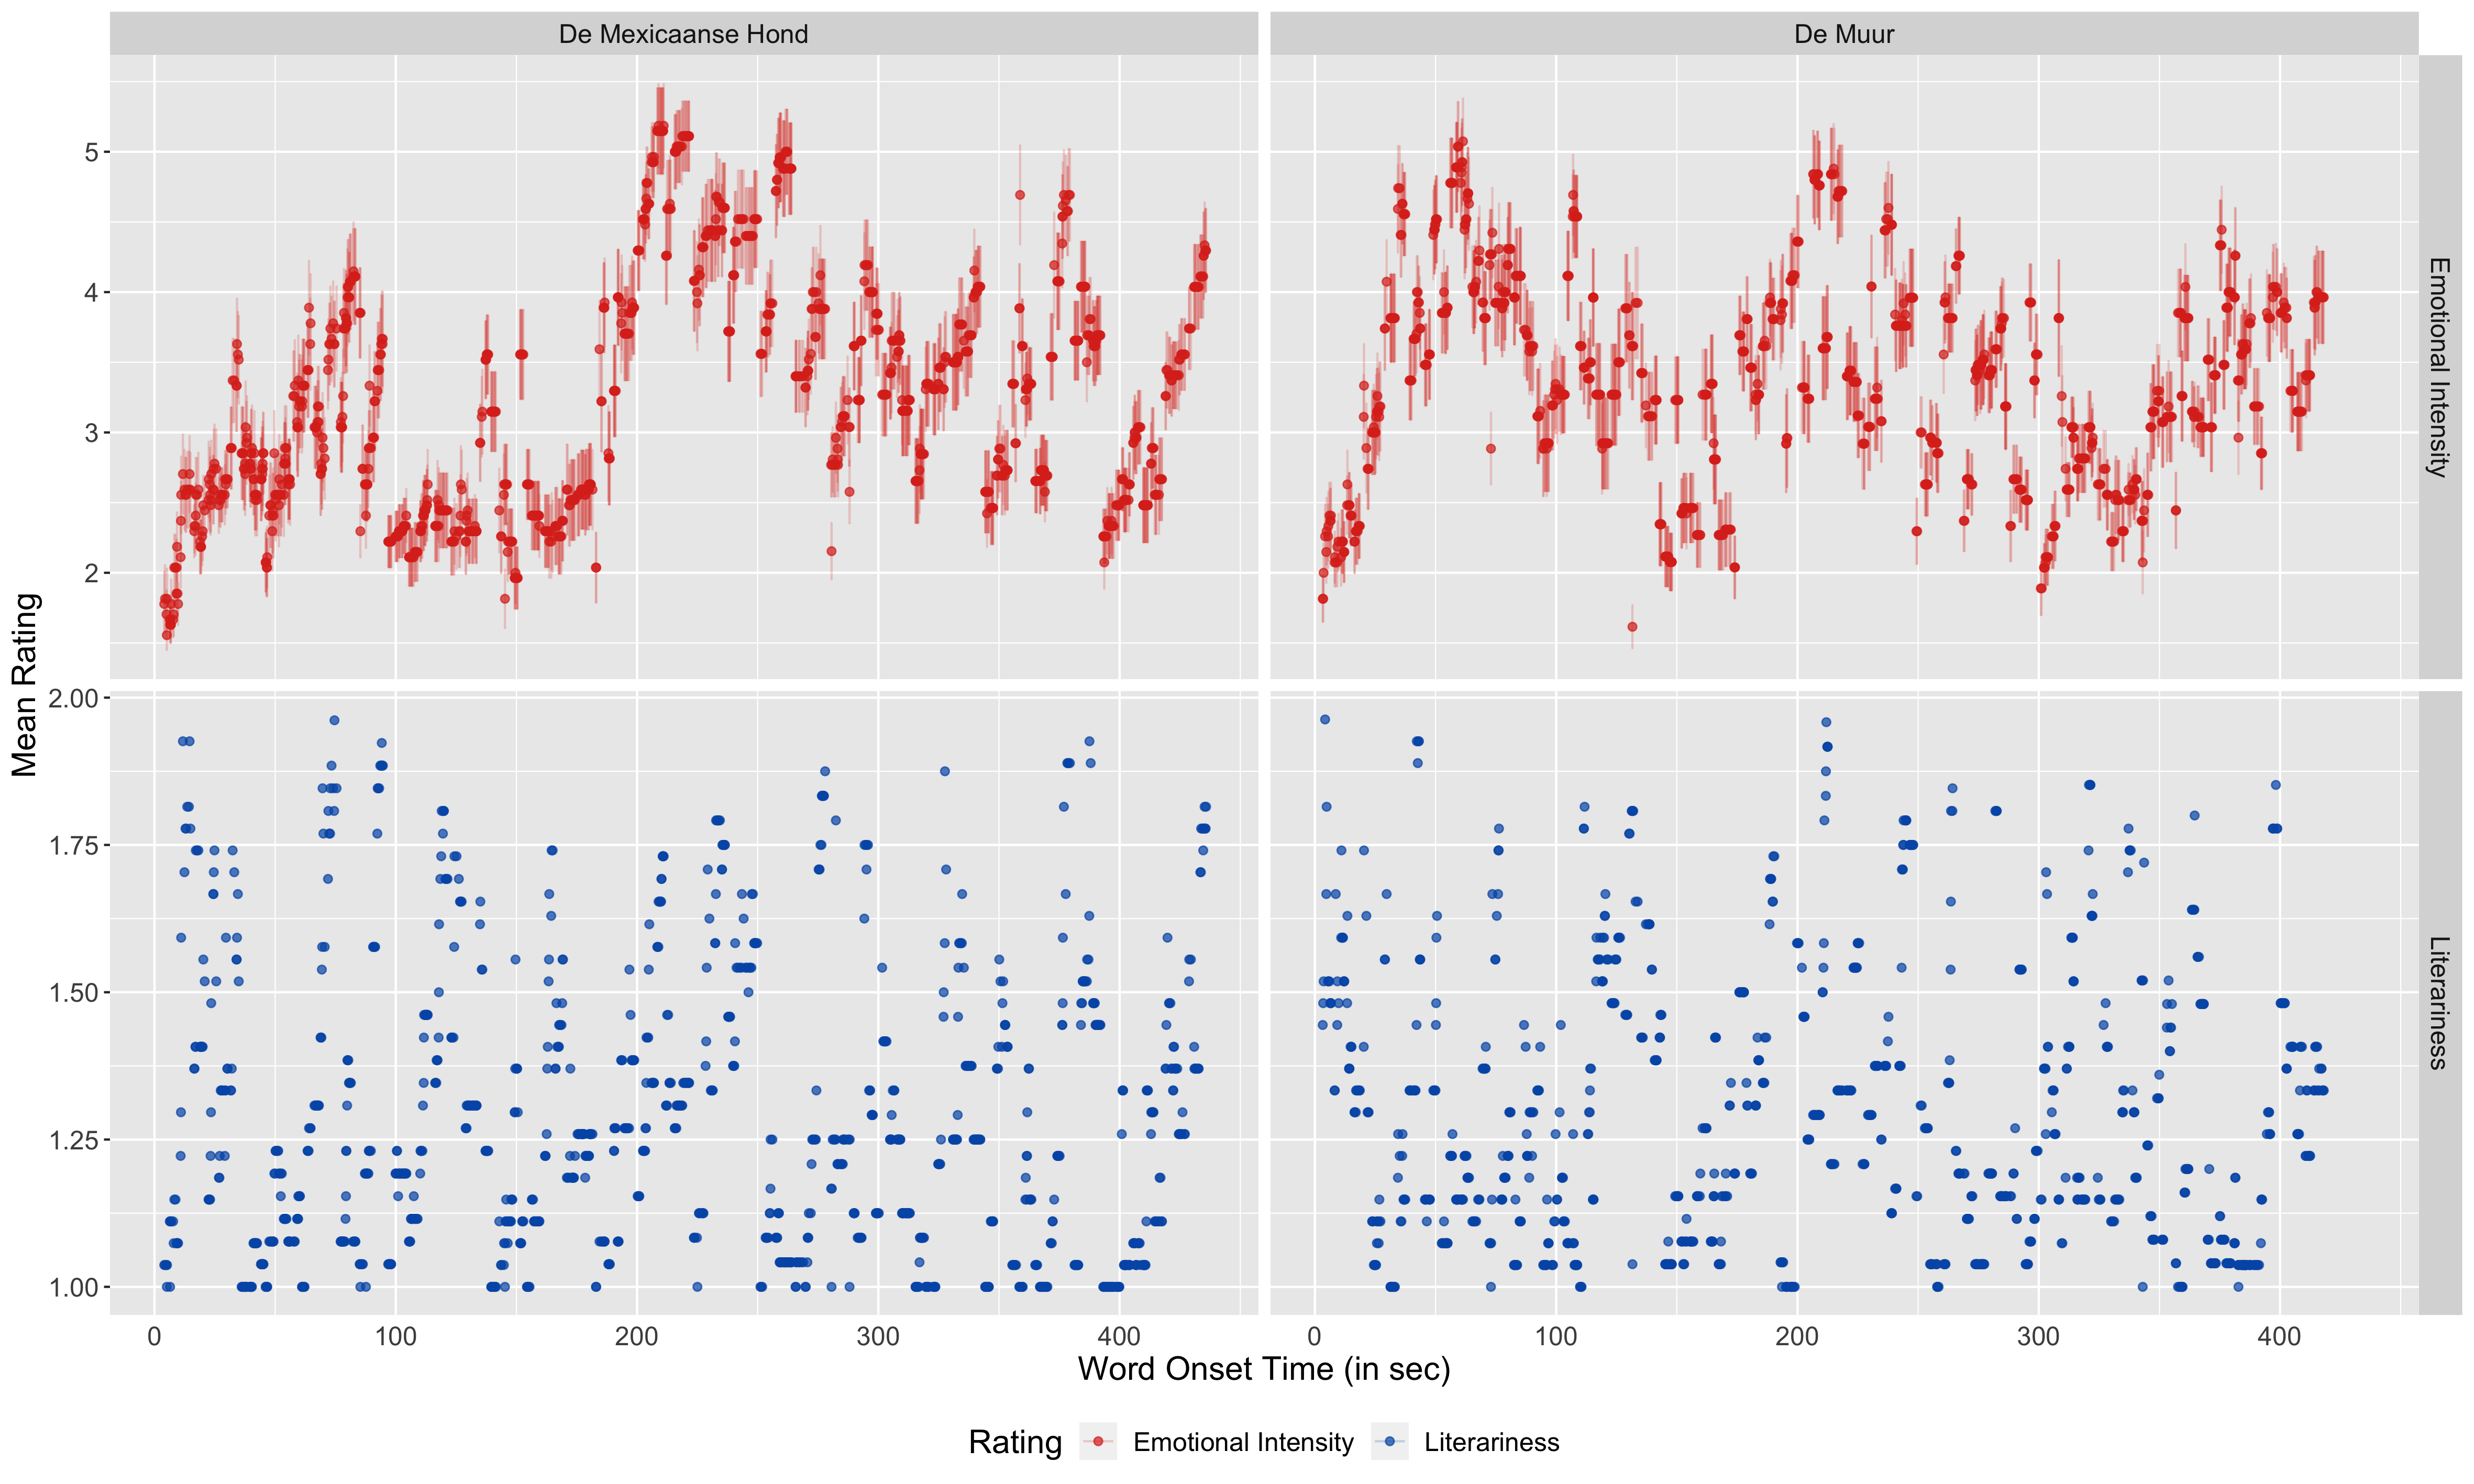 De Mexicaanse Hond
De Muur
5
4
3
2
Emotional Intensity
Mean Rating
2.00
1.75
1.50
1.25
1.00
Literariness
0 100 200 300 400
0 100 200 300 400
Word Onset Time (in sec)
Rating Emotional Intensity Literariness